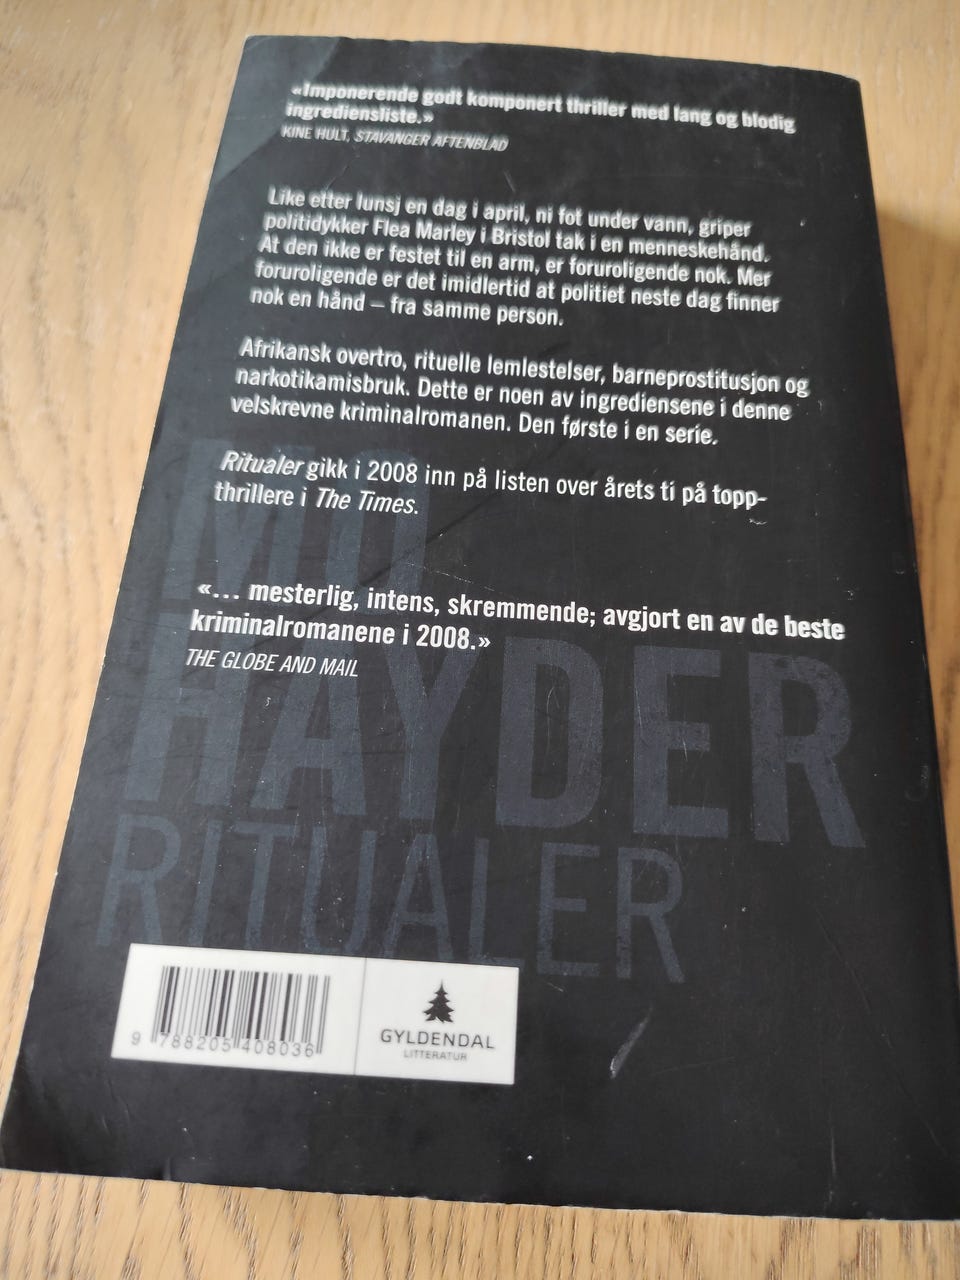 «Imponerende godt komponert thriller med lang og blodig
ingrediensliste.»
KINE HULT, STAVANGER AFTENBLAD
Like etter lunsj en dag i april, ni fot under vann, griper
politidykker Flea Marley i Bristol tak i en menneskehånd.
At den ikke er festet til en arm, er foruroligende nok. Mer
foruroligende er det imidlertid at politiet neste dag finner
nok en hånd – fra samme person.
Afrikansk overtro, rituelle lemlestelser, barneprostitusjon og
narkotikamisbruk. Dette er noen av ingrediensene i denne
velskrevne kriminalromanen. Den første i en serie.
Ritualer gikk i 2008 inn på listen over årets ti på topp-
thrillere i The Times.
«... mesterlig, intens, skremmende; avgjort en av de beste
kriminalromanene i 2008.»
THE GLOBE AND MAIL
MO
HAYDER
RITUALER
9 788205 408036
GYLDENDAL
LITTERATUR